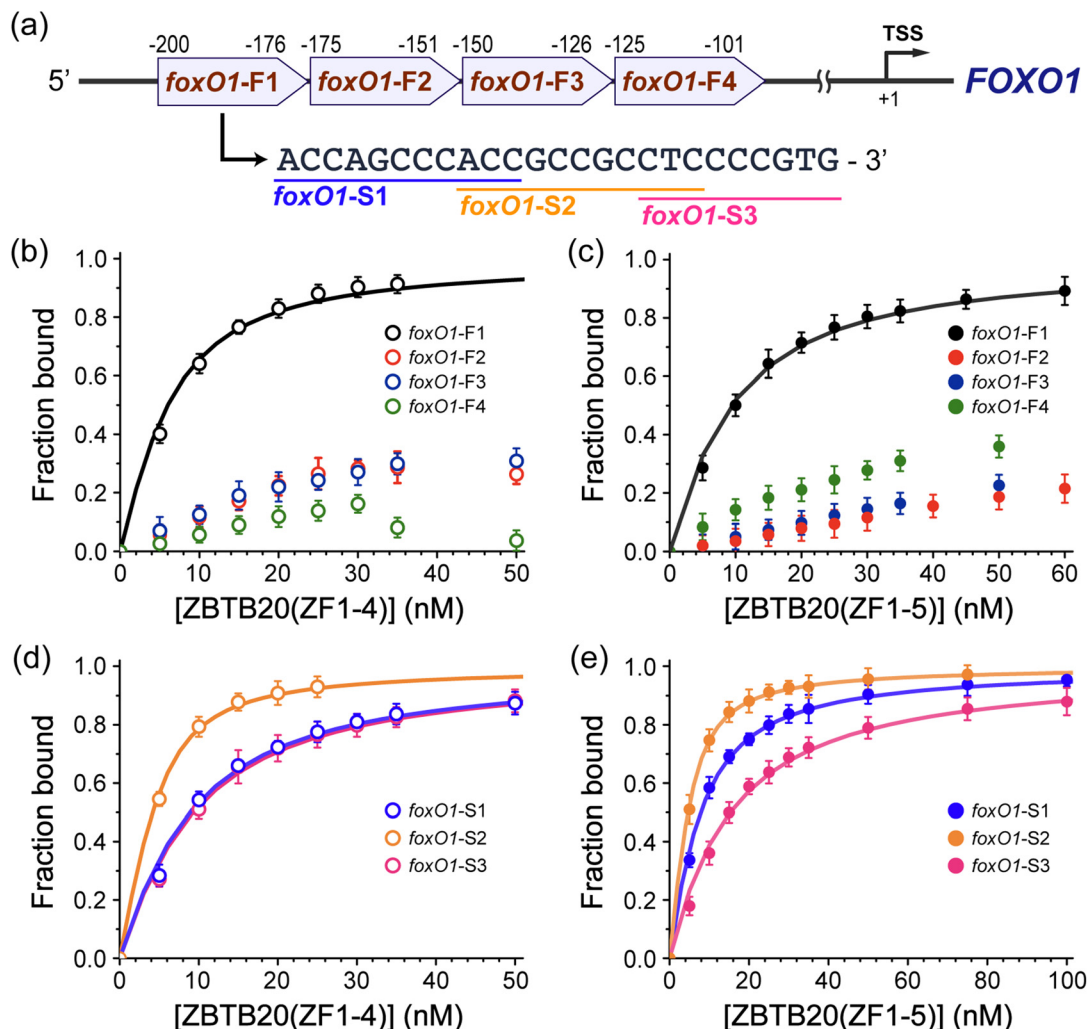 (a)
-200 -176 -175 -151 -150 -126 -125 -101 TSS
5’ foxO1-F1 foxO1-F2 foxO1-F3 foxO1-F4 +1 FOXO1
ACCAGCCCACCGCCGCCTCCCCGTG - 3’
foxO1-S1
foxO1-S2
foxO1-S3
(b)
Fraction bound
1.0
0.8
0.6
0.4
0.2
0.0
foxO1-F1
foxO1-F2
foxO1-F3
foxO1-F4
0 10 20 30 40 50
[ZBTB20(ZF1-4)] (nM)
(c)
Fraction bound
1.0
0.8
0.6
0.4
0.2
0.0
foxO1-F1
foxO1-F2
foxO1-F3
foxO1-F4
0 10 20 30 40 50 60
[ZBTB20(ZF1-5)] (nM)
(d)
Fraction bound
1.0
0.8
0.6
0.4
0.2
0.0
foxO1-S1
foxO1-S2
foxO1-S3
0 10 20 30 40 50
[ZBTB20(ZF1-4)] (nM)
(e)
Fraction bound
1.0
0.8
0.6
0.4
0.2
0.0
foxO1-S1
foxO1-S2
foxO1-S3
0 20 40 60 80 100
[ZBTB20(ZF1-5)] (nM)